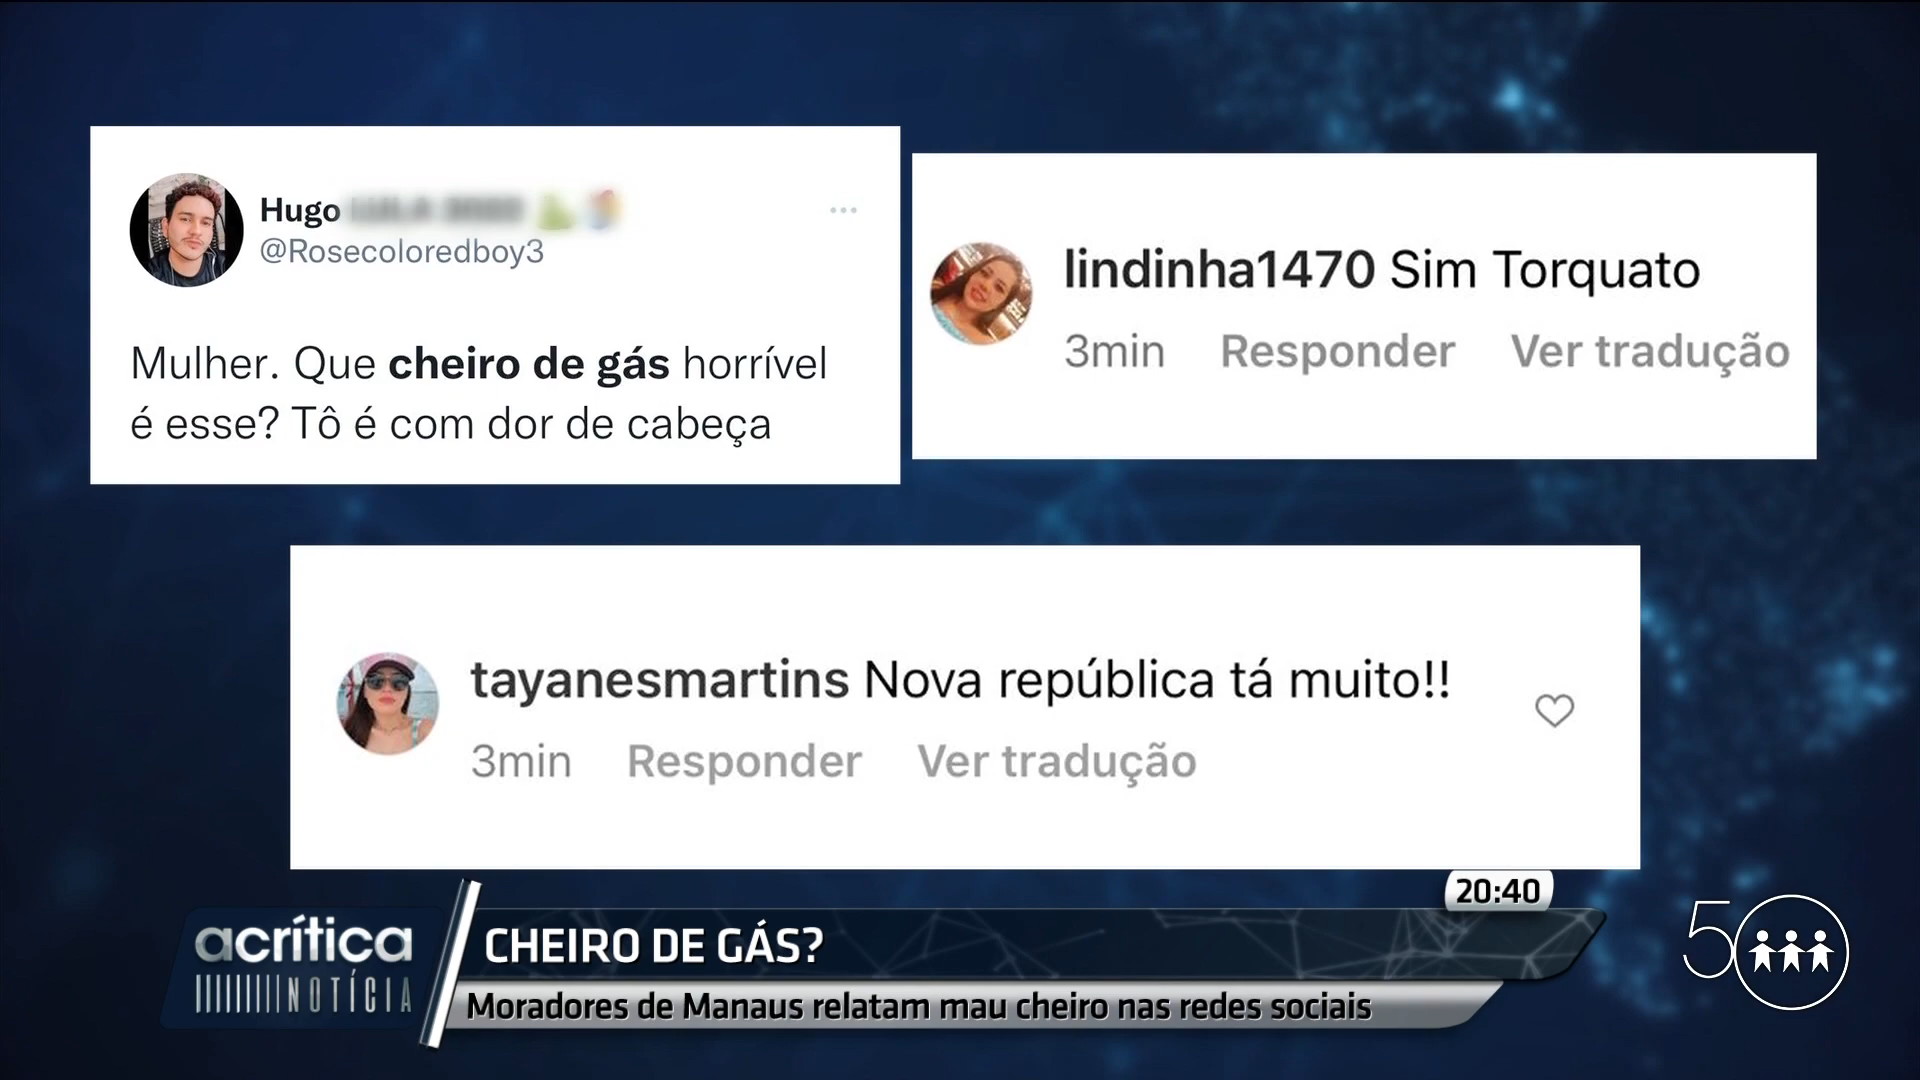 Hugo
@Rosecoloredboy3
Mulher. Que cheiro de gás horrível
é esse? Tô é com dor de cabeça
lindinha1470 Sim Torquato
3min Responder Ver tradução
tayanesmartins Nova república tá muito!!
3min Responder Ver tradução
20:40
acrítica
NOTÍCIA
CHEIRO DE GÁS?
Moradores de Manaus relatam mau cheiro nas redes sociais
50